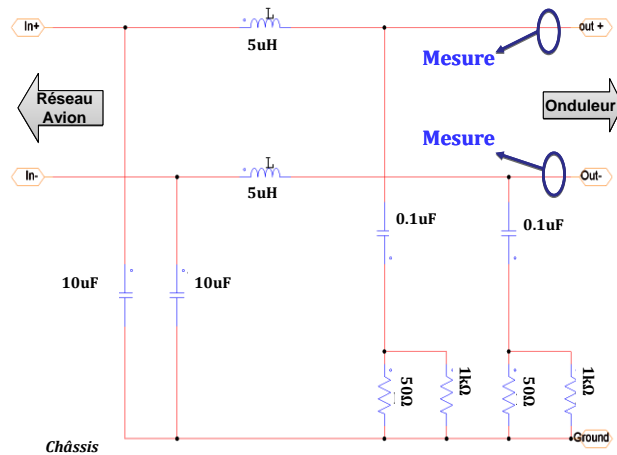 In+
L
5uH
out +
Mesure
Réseau
Avion
Onduleur
Mesure
In-
L
5uH
Out-
0.1uF
0.1uF
10uF
10uF
50Ω
1kΩ
50Ω
1kΩ
Châssis
Ground